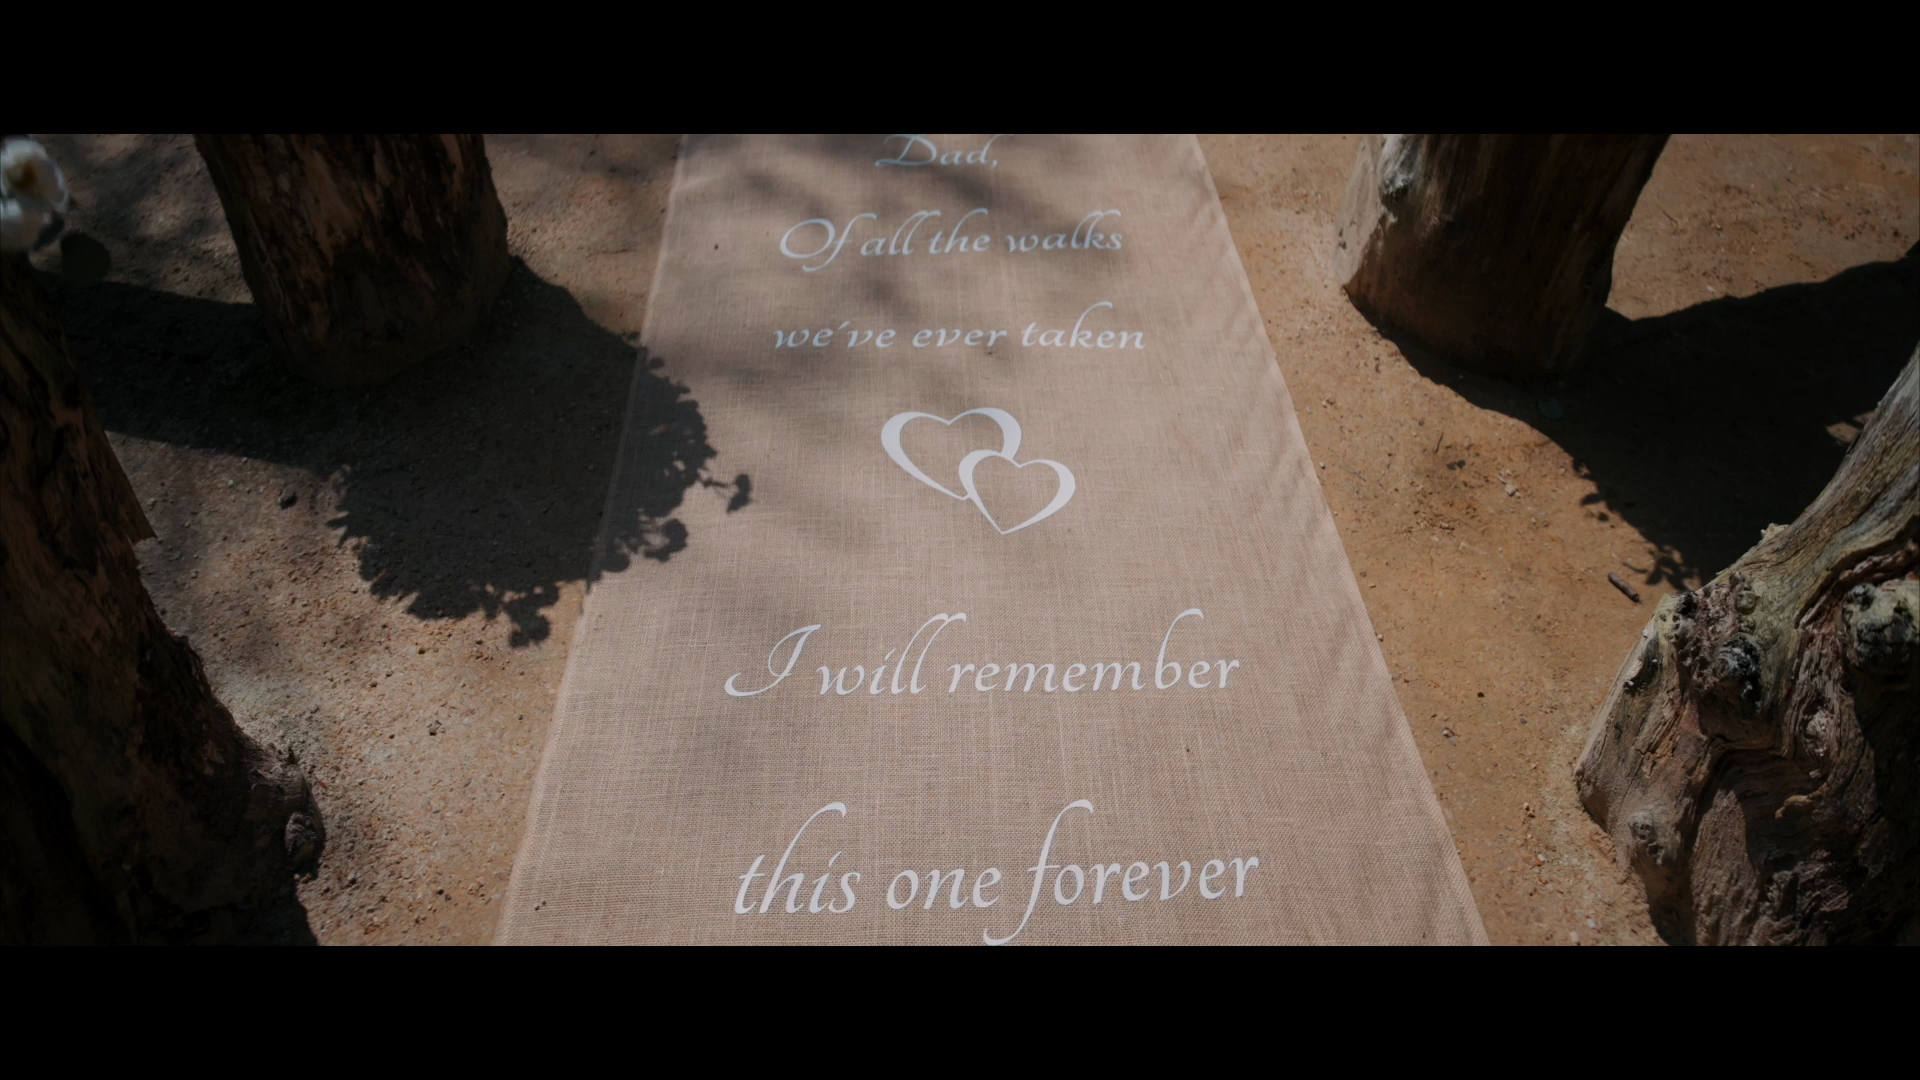 Dad,
Of all the walks
we've ever taken
I will remember
this one forever